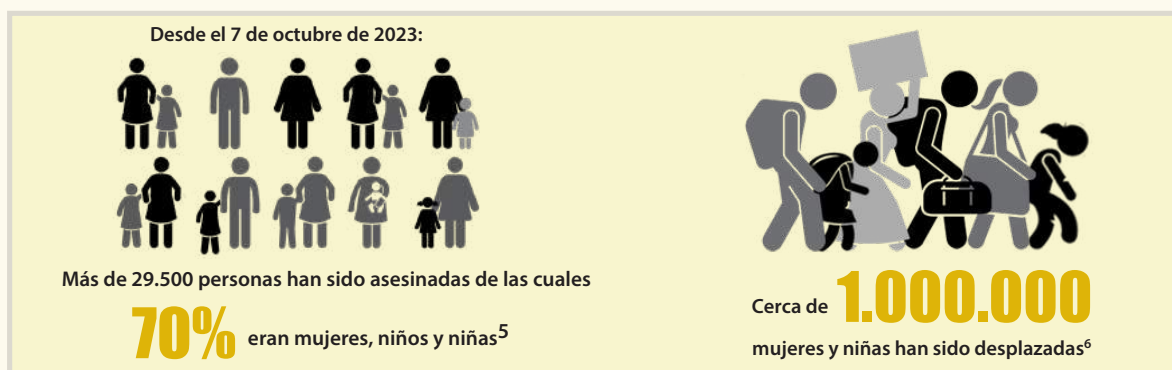 Desde el 7 de octubre de 2023:
Más de 29.500 personas han sido asesinadas de las cuales
70% eran mujeres, niños y niñas5
Cerca de 1.000.000
mujeres y niñas han sido desplazadas6